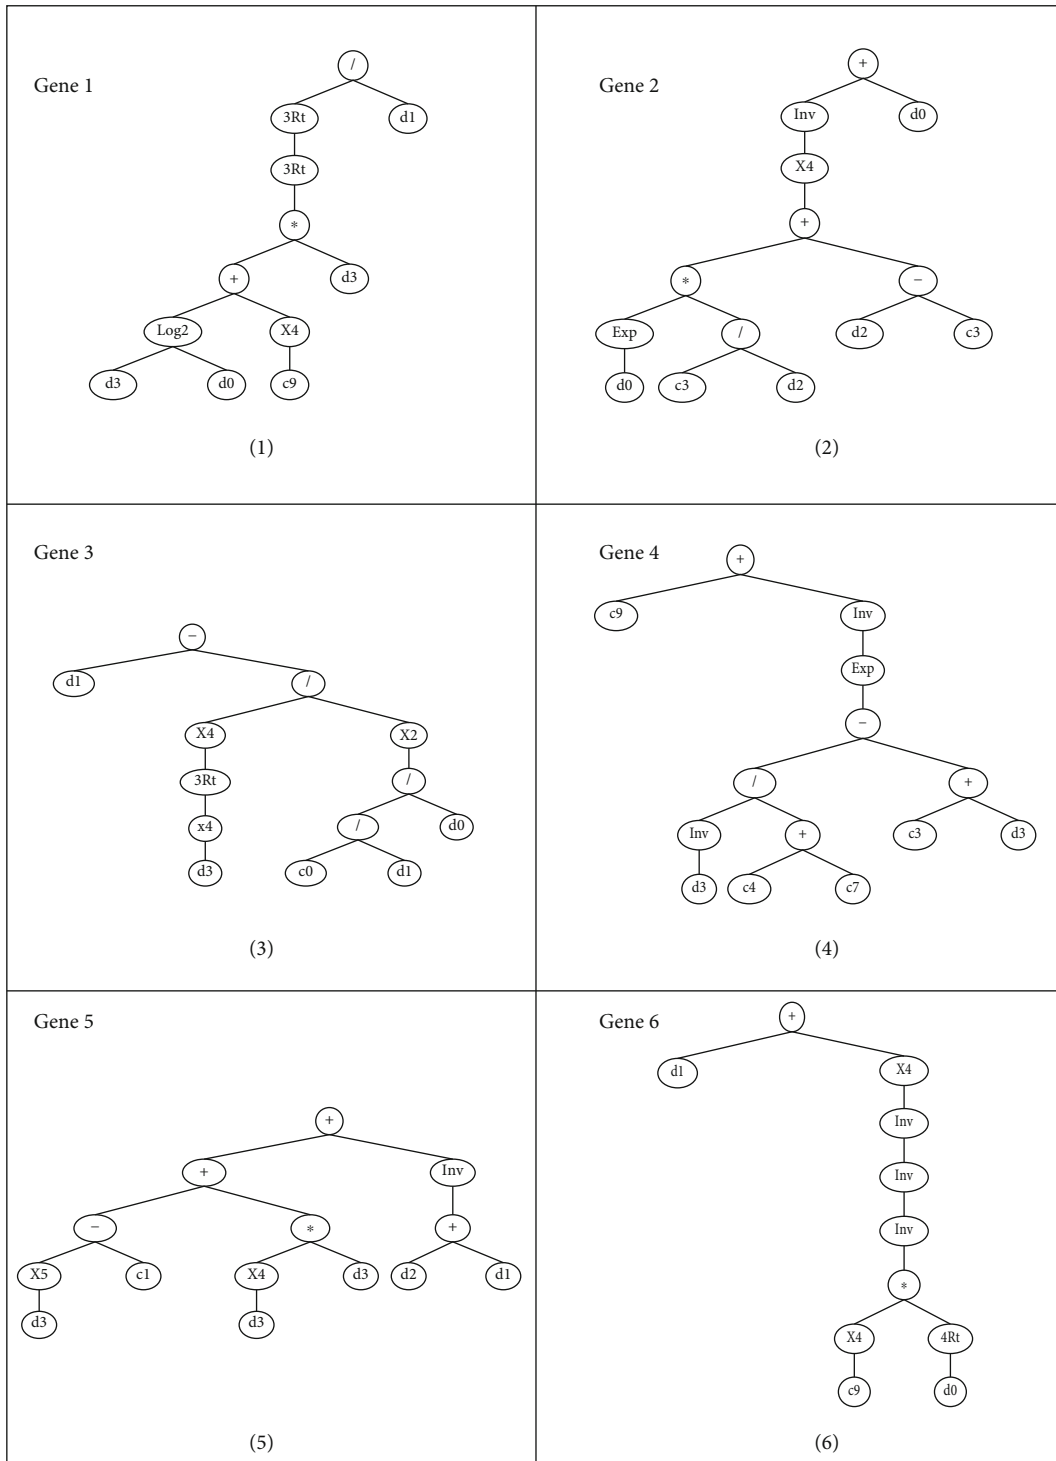 Gene 1
/
3Rt d1
3Rt
*
+ d3
Log2 X4
d3 d0 c9
(1)
Gene 2
+
Inv d0
X4
+
* −
Exp / d2 c3
d0 c3 d2
(2)
Gene 3
−
d1 /
X4 X2
3Rt /
x4 / d0
d3 c0 d1
(3)
Gene 4
+
c9 Inv
Exp
−
/ +
Inv + c3 d3
d3 c4 c7
(4)
Gene 5
+
+ Inv
− * +
X5 c1 X4 d3 d2 d1
d3 d3
(5)
Gene 6
+
d1 X4
Inv
Inv
Inv
*
X4 4Rt
c9 d0
(6)